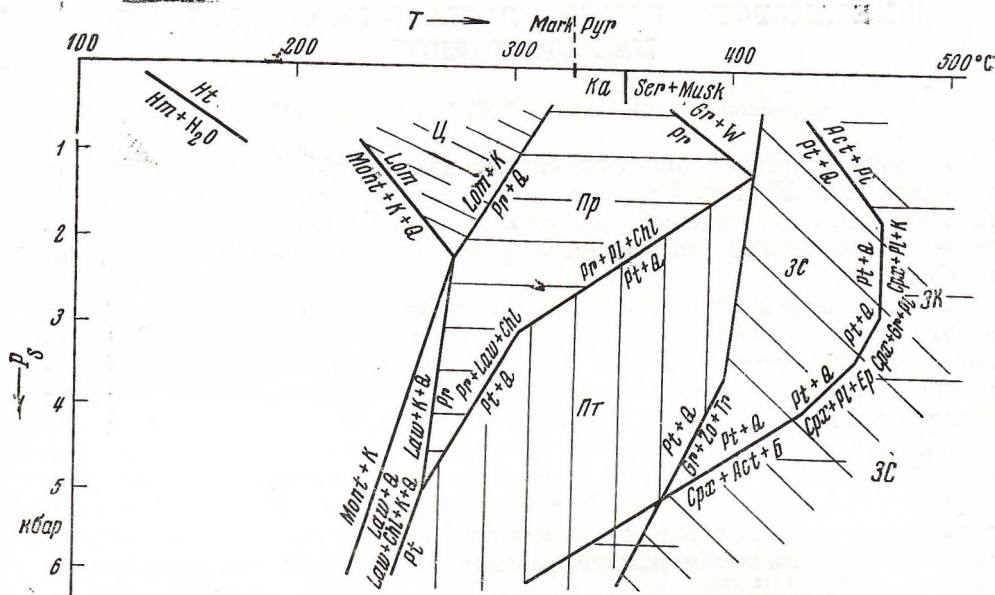 T → Mark Pyr
100 200 300 400 500°C
Ka Ser+Musk
Ht
Hm+H₂O
Ц
Lom
Mont+K+Q
Lom+K
Pr+Q
Gr+W
Pr
Act+Pl
Pt+Q
1
2
3
4
5
6
← Ps
кбар
Пр
Pr+Pl+Chl
Pt+Q
Pr+Law+Chl
Pt+Q
Pr
Law+K+Q
Mont+K
Law+Q
Law+Chl+K+Q
Pt
Пт
ЗС
Pt+Q
Cpx+Pl+K
Pt+Q
Cpx+Gr+Pl
ЗК
Pt+Q
Cpx+Pl+Ep
Pt+Q
Gr+Zo+Tr
Pt+Q
Cpx+Act+G
ЗС